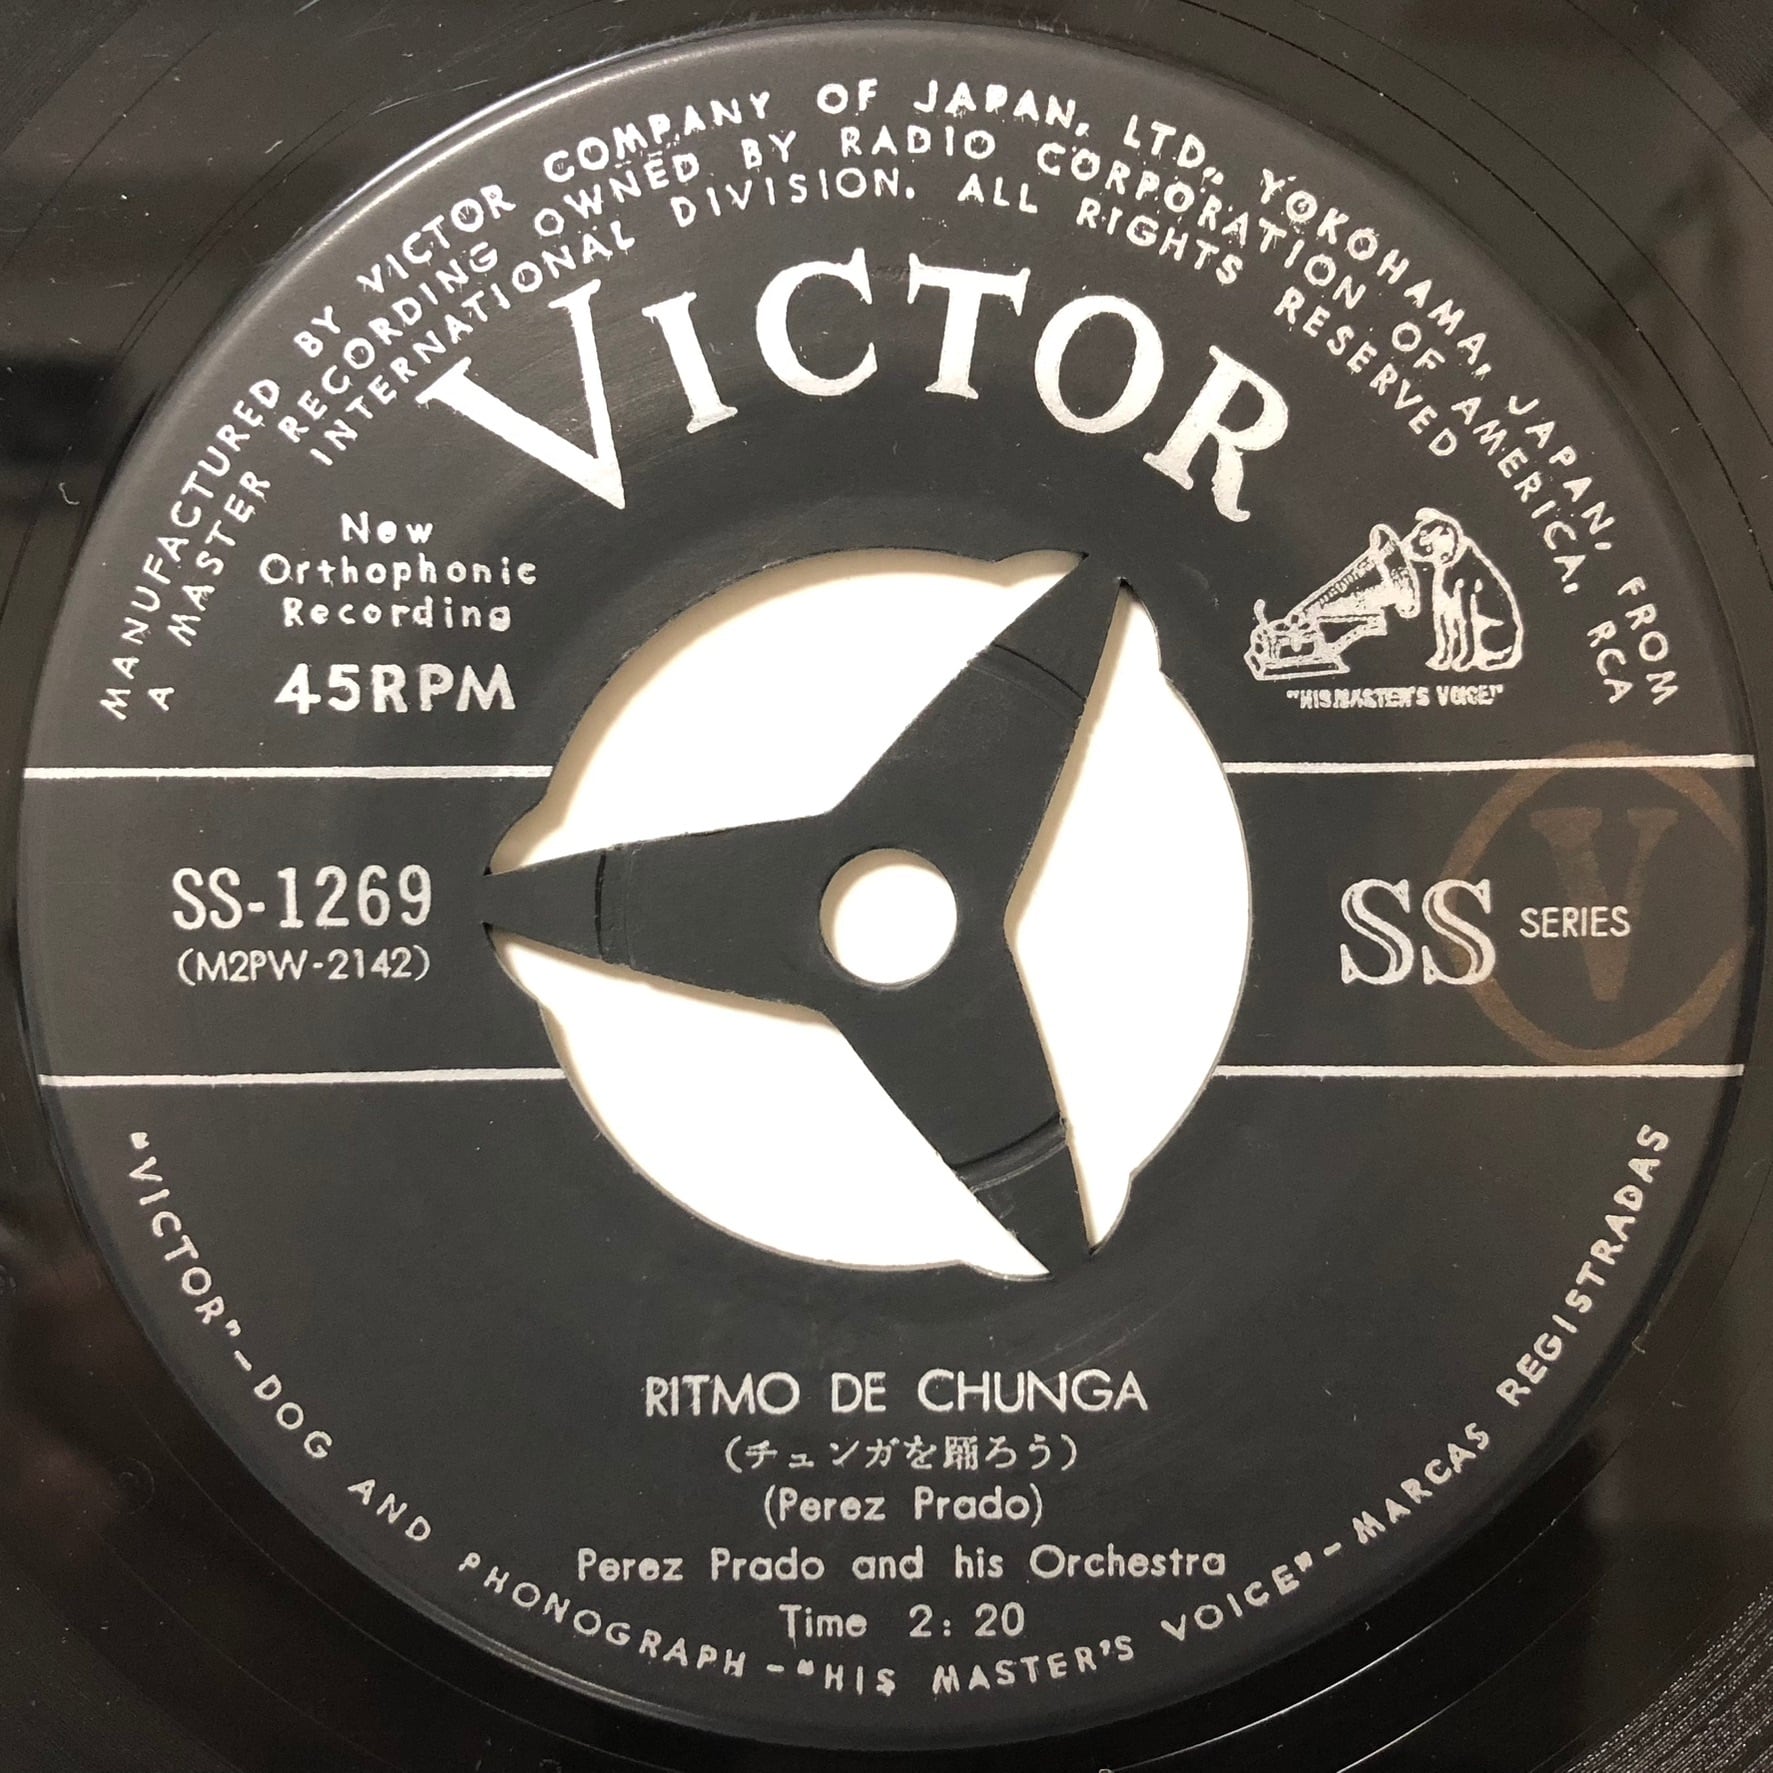 MANUFACTURED BY VICTOR COMPANY OF JAPAN, LTD., YOKOHAMA, JAPAN, FROM
A MASTER RECORDING OWNED BY RADIO CORPORATION OF AMERICA. RCA
INTERNATIONAL DIVISION. ALL RIGHTS RESERVED
VICTOR
New
Orthophonic
Recording
45RPM
"HIS MASTER'S VOICE"
SS-1269
(M2PW-2142)
SS SERIES
V
RITMO DE CHUNGA
(チュンガを踊ろう)
(Perez Prado)
Perez Prado and his Orchestra
Time 2: 20
"VICTOR"-DOG AND PHONOGRAPH-"HIS MASTER'S VOICE"-MARCAS REGISTRADAS